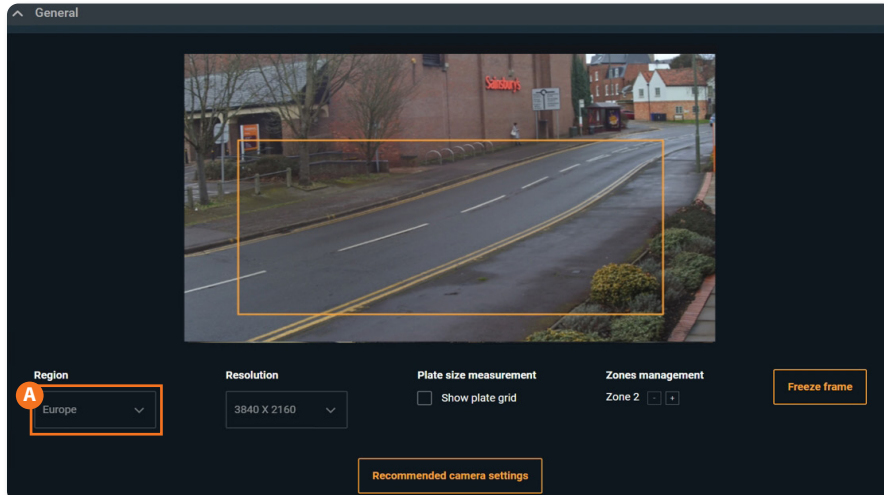 General
Sainsbury's
Region
Resolution
Plate size measurement
Zones management
A
Europe
3840 X 2160
Show plate grid
Zone 2 - +
Freeze frame
Recommended camera settings